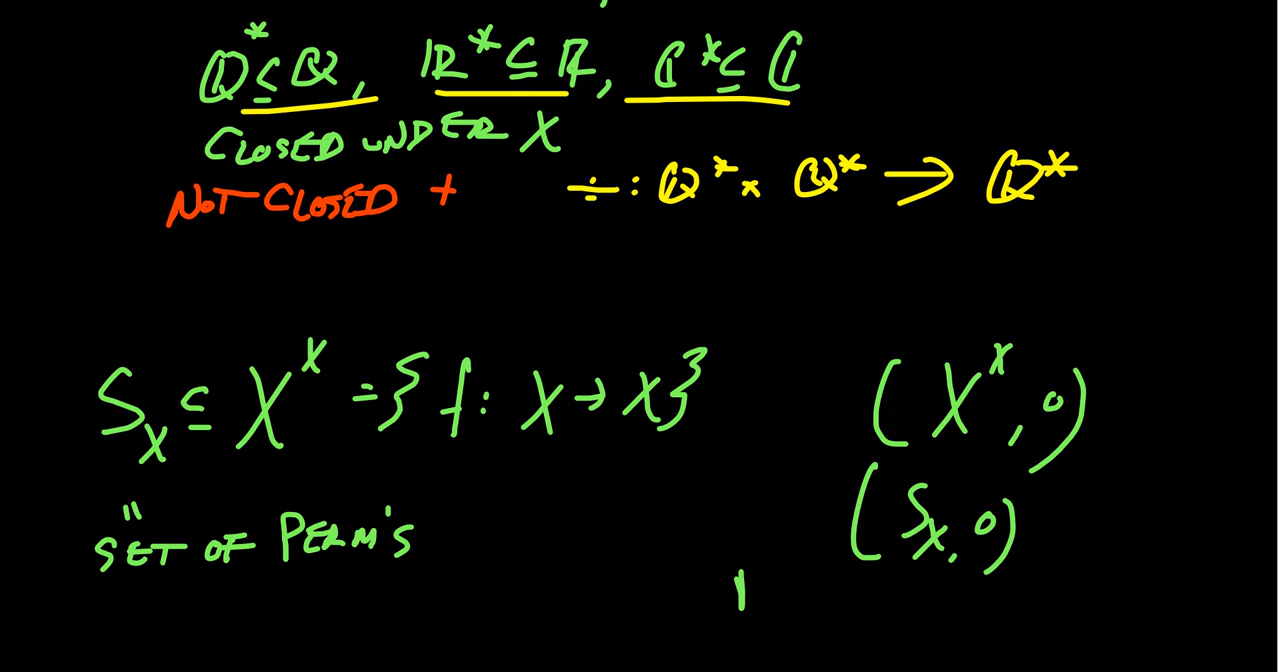 ℚ* ⊆ ℚ, ℝ* ⊆ ℝ, ℂ* ⊆ ℂ
CLOSED UNDER X
NOT CLOSED + ÷: ℚ* × ℚ* → ℚ*
S_X ⊆ X^X = { f: X → X } (X^X, ∘)
(S_X, ∘)
"
SET OF PERM'S